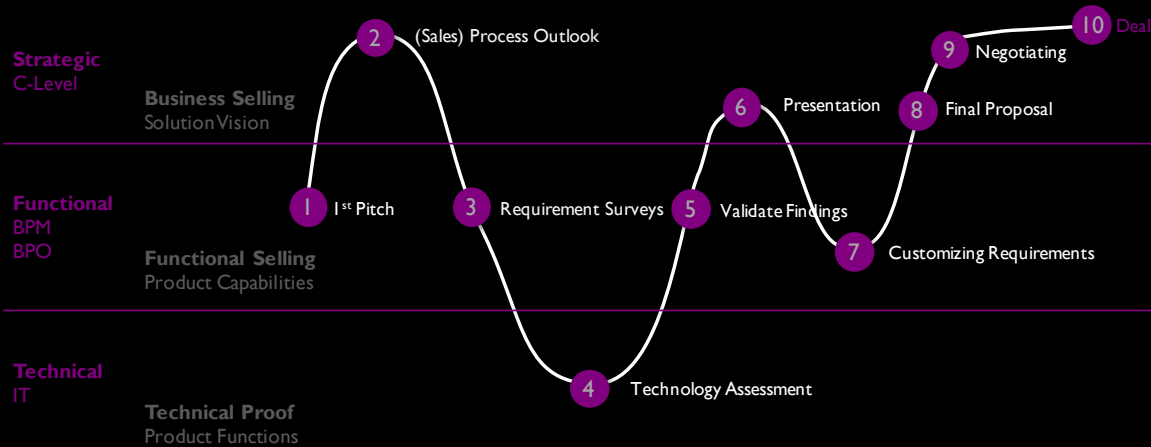 Strategic
C-Level
Business Selling
Solution Vision
2
(Sales) Process Outlook
6
Presentation
8
Final Proposal
9
Negotiating
10
Deal
Functional
BPM
BPO
Functional Selling
Product Capabilities
1
1st Pitch
3
Requirement Surveys
5
Validate Findings
7
Customizing Requirements
Technical
IT
Technical Proof
Product Functions
4
Technology Assessment